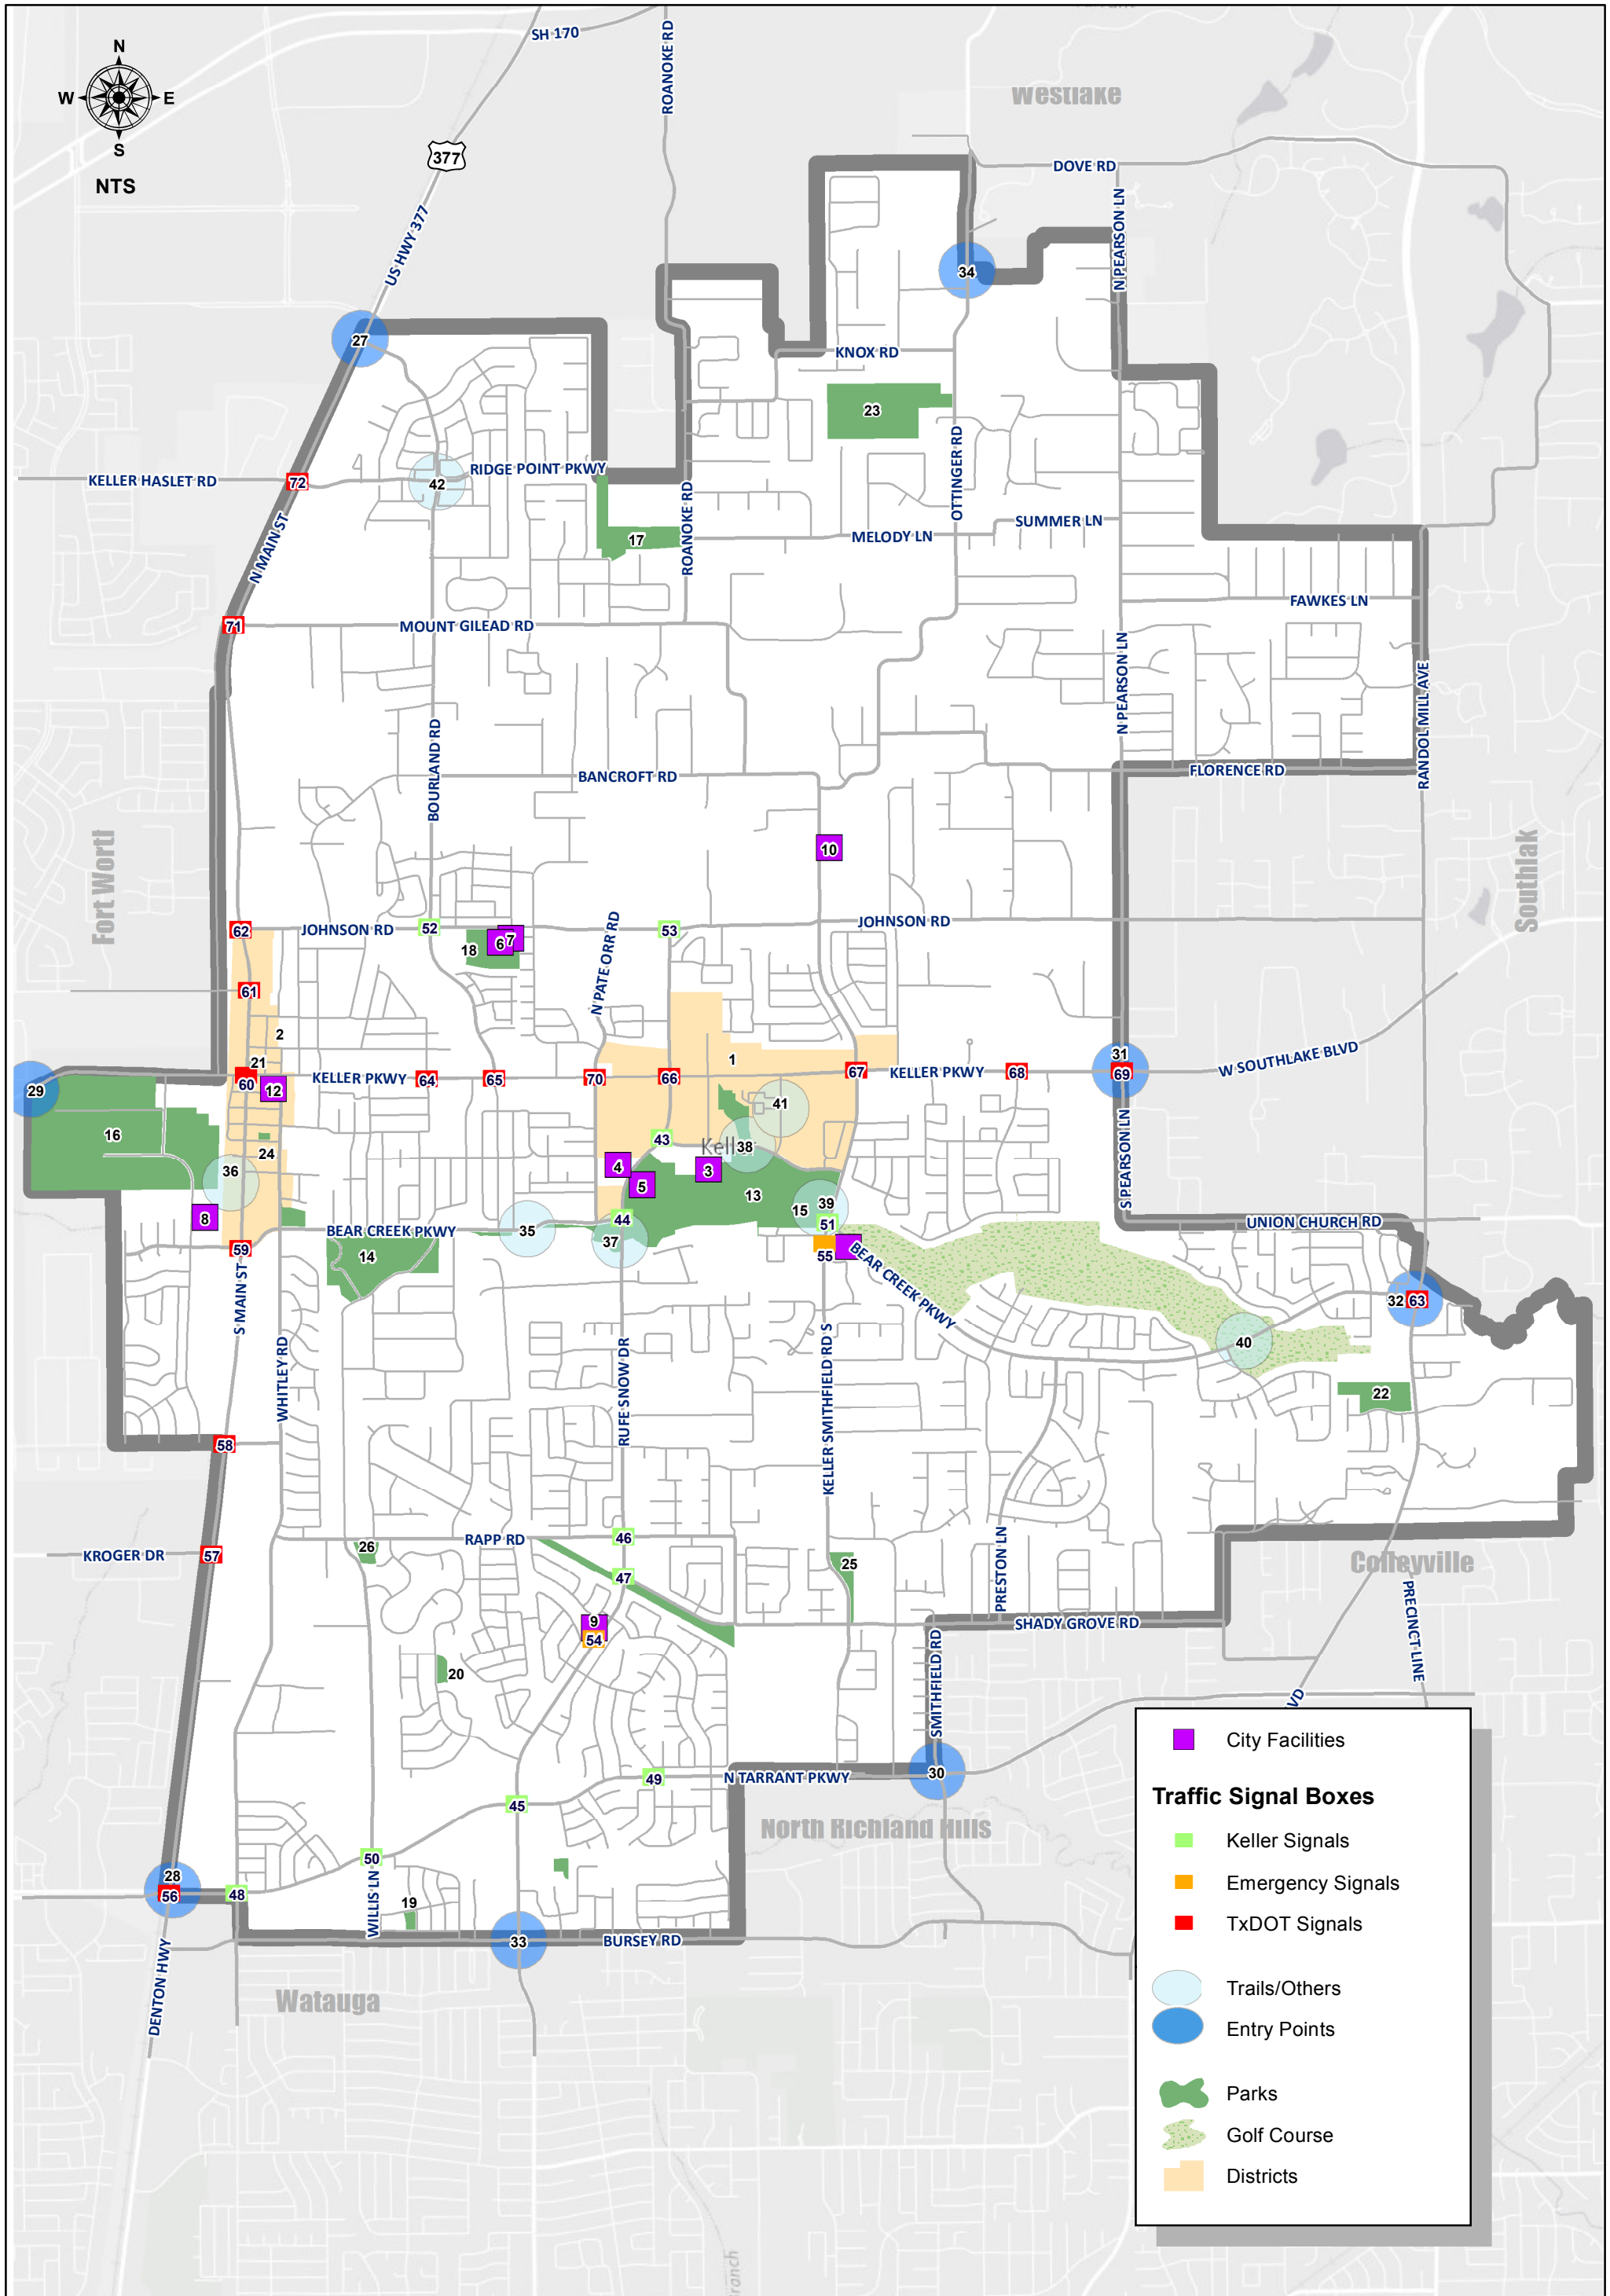 SH 170
ROANOKE RD
N
W E
S
NTS
377
Westlake
DOVE RD
N PEARSON LN
US HWY 377
34
27
KNOX RD
23
OTTINGER RD
KELLER HASLET RD
72
42
RIDGE POINT PKWY
N MAIN ST
17
ROANOKE RD
MELODY LN
SUMMER LN
FAWKES LN
71
MOUNT GILEAD RD
N PEARSON LN
RANDOL MILL AVE
BOURLAND RD
BANCROFT RD
FLORENCE RD
10
Fort Wort
Southlak
62
JOHNSON RD
52
18
6
7
N PATE ORR RD
53
JOHNSON RD
61
2
21
60
12
KELLER PKWY
64
65
70
66
1
67
KELLER PKWY
68
31
69
W SOUTHLAKE BLVD
29
16
41
43
Kell
38
24
36
4
5
3
13
S PEARSON LN
8
15
39
44
51
BEAR CREEK PKWY
35
37
UNION CHURCH RD
59
14
55
BEAR CREEK PKWY
32
63
S MAIN ST
40
WHITLEY RD
RUFE SNOW DR
KELLER SMITHFIELD RD S
22
58
26
RAPP RD
46
KROGER DR
57
47
25
PRESTON LN
Colleyville
PRECINCT LINE
9
54
SHADY GROVE RD
20
SMITHFIELD RD
VD
49
N TARRANT PKWY
30
45
North Richland Hills
50
28
56
48
WILLIS LN
19
33
BURSEY RD
DENTON HWY
Watauga
City Facilities
Traffic Signal Boxes
Keller Signals
Emergency Signals
TxDOT Signals
Trails/Others
Entry Points
Parks
Golf Course
Districts
ranch